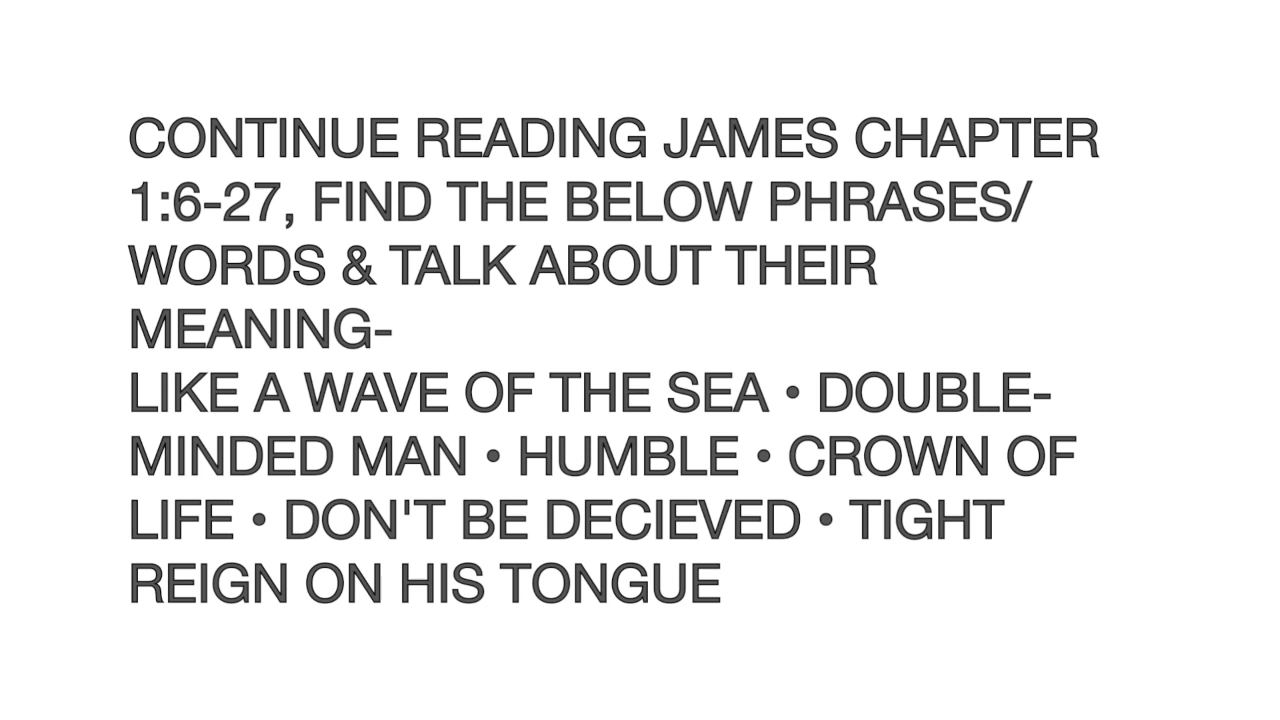 CONTINUE READING JAMES CHAPTER
1:6-27, FIND THE BELOW PHRASES/
WORDS & TALK ABOUT THEIR
MEANING-
LIKE A WAVE OF THE SEA • DOUBLE-
MINDED MAN • HUMBLE • CROWN OF
LIFE • DON'T BE DECIEVED • TIGHT
REIGN ON HIS TONGUE